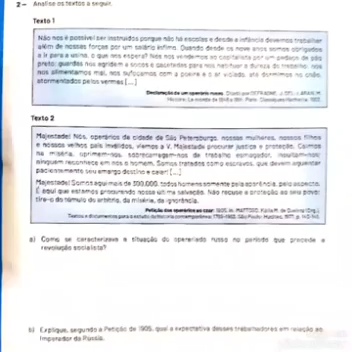 2 - Analise os textos a seguir.
Texto 1
Não nos é possível ser instruídos porque não há escolas e desde a infância devemos trabalhar
além de nossas forças por um salário ínfimo. Quando desde os nove anos somos obrigados
a ir para a usina, o que nos espera? Nós nos vendemos ao capitalista por um pedaço de pão
preto; guardas nos agridem a socos e cacetadas para nos habituar à dureza do trabalho; nós
nos alimentamos mal, nos sufocamos com a poeira e o ar viciado, até dormimos no chão,
atormentados pelos vermes [...]
Texto 2
Majestade! Nós, operários da cidade de São Petersburgo, nossas mulheres, nossos filhos
e nossos velhos pais inválidos, viemos a V. Majestade procurar justiça e proteção. Caímos
na miséria, oprimem-nos, sobrecarregam-nos de trabalho esmagador, insultam-nos;
ninguém reconhece em nós o homem. Somos tratados como escravos, que devem aguentar
pacientemente seu amargo destino e calar! [...]
Majestade! Somos aqui mais de 300.000, todos homens somente pela aparência, pelo aspecto.
É aqui que estamos procurando nossa última salvação. Não recuse a proteção ao seu povo;
tire-o do túmulo do arbítrio, da miséria, da ignorância.
a) Como se caracterizava a situação do operariado russo no período que precede a
revolução socialista?
b) Explique, segundo a Petição de 1905, qual a expectativa desses trabalhadores em relação ao
Imperador da Rússia.